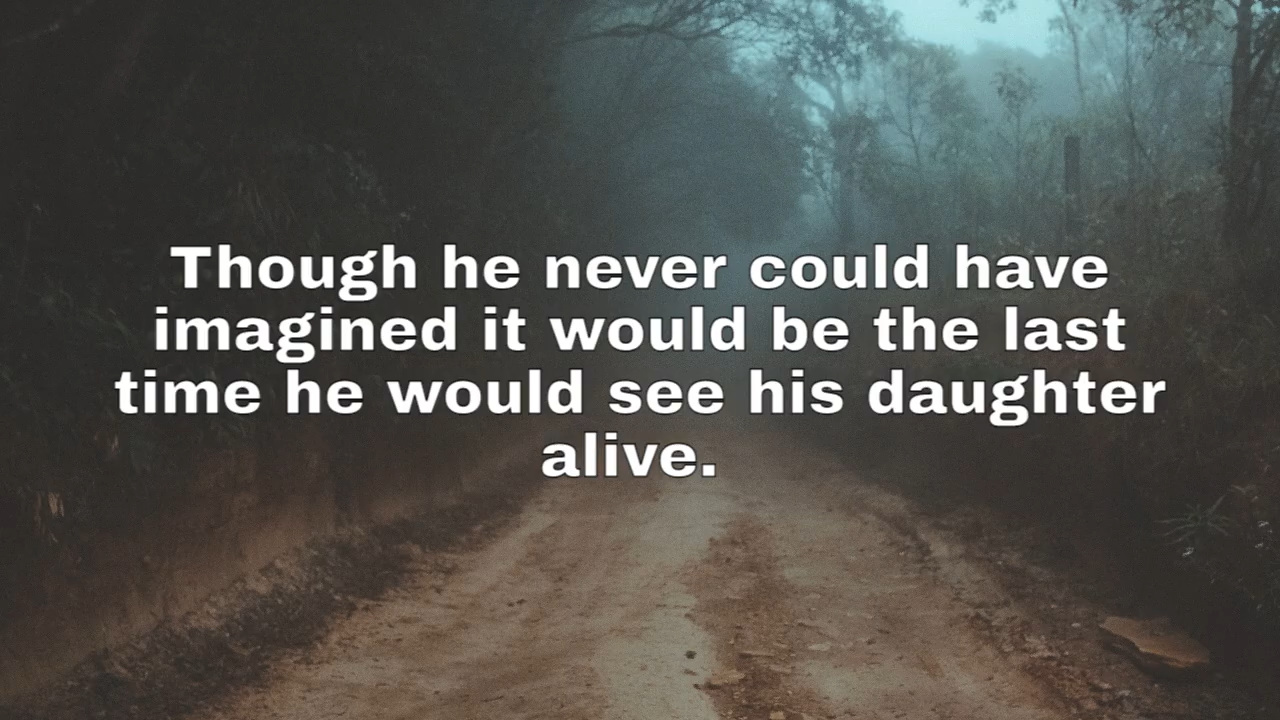 Though he never could have
imagined it would be the last
time he would see his daughter
alive.